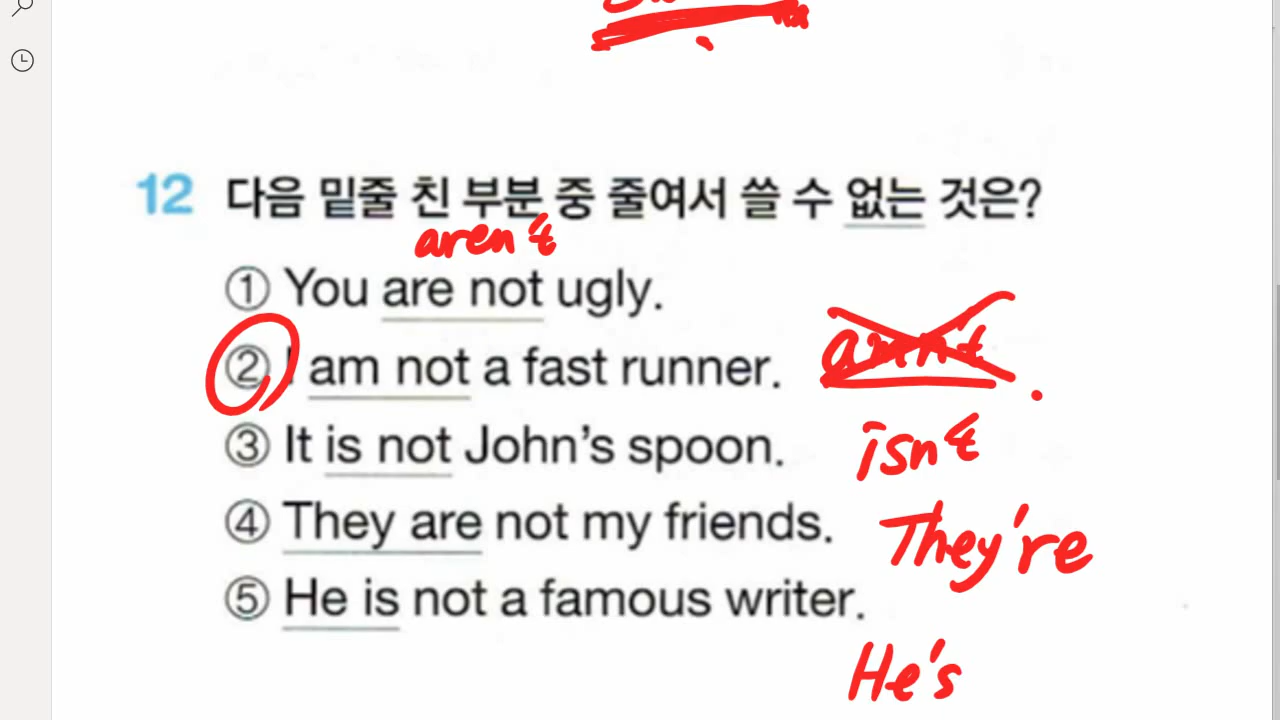 12 다음 밑줄 친 부분 중 줄여서 쓸 수 없는 것은?
aren't
① You are not ugly.
② I am not a fast runner.
amn't
③ It is not John's spoon.
isn't
④ They are not my friends.
They're
⑤ He is not a famous writer.
He's